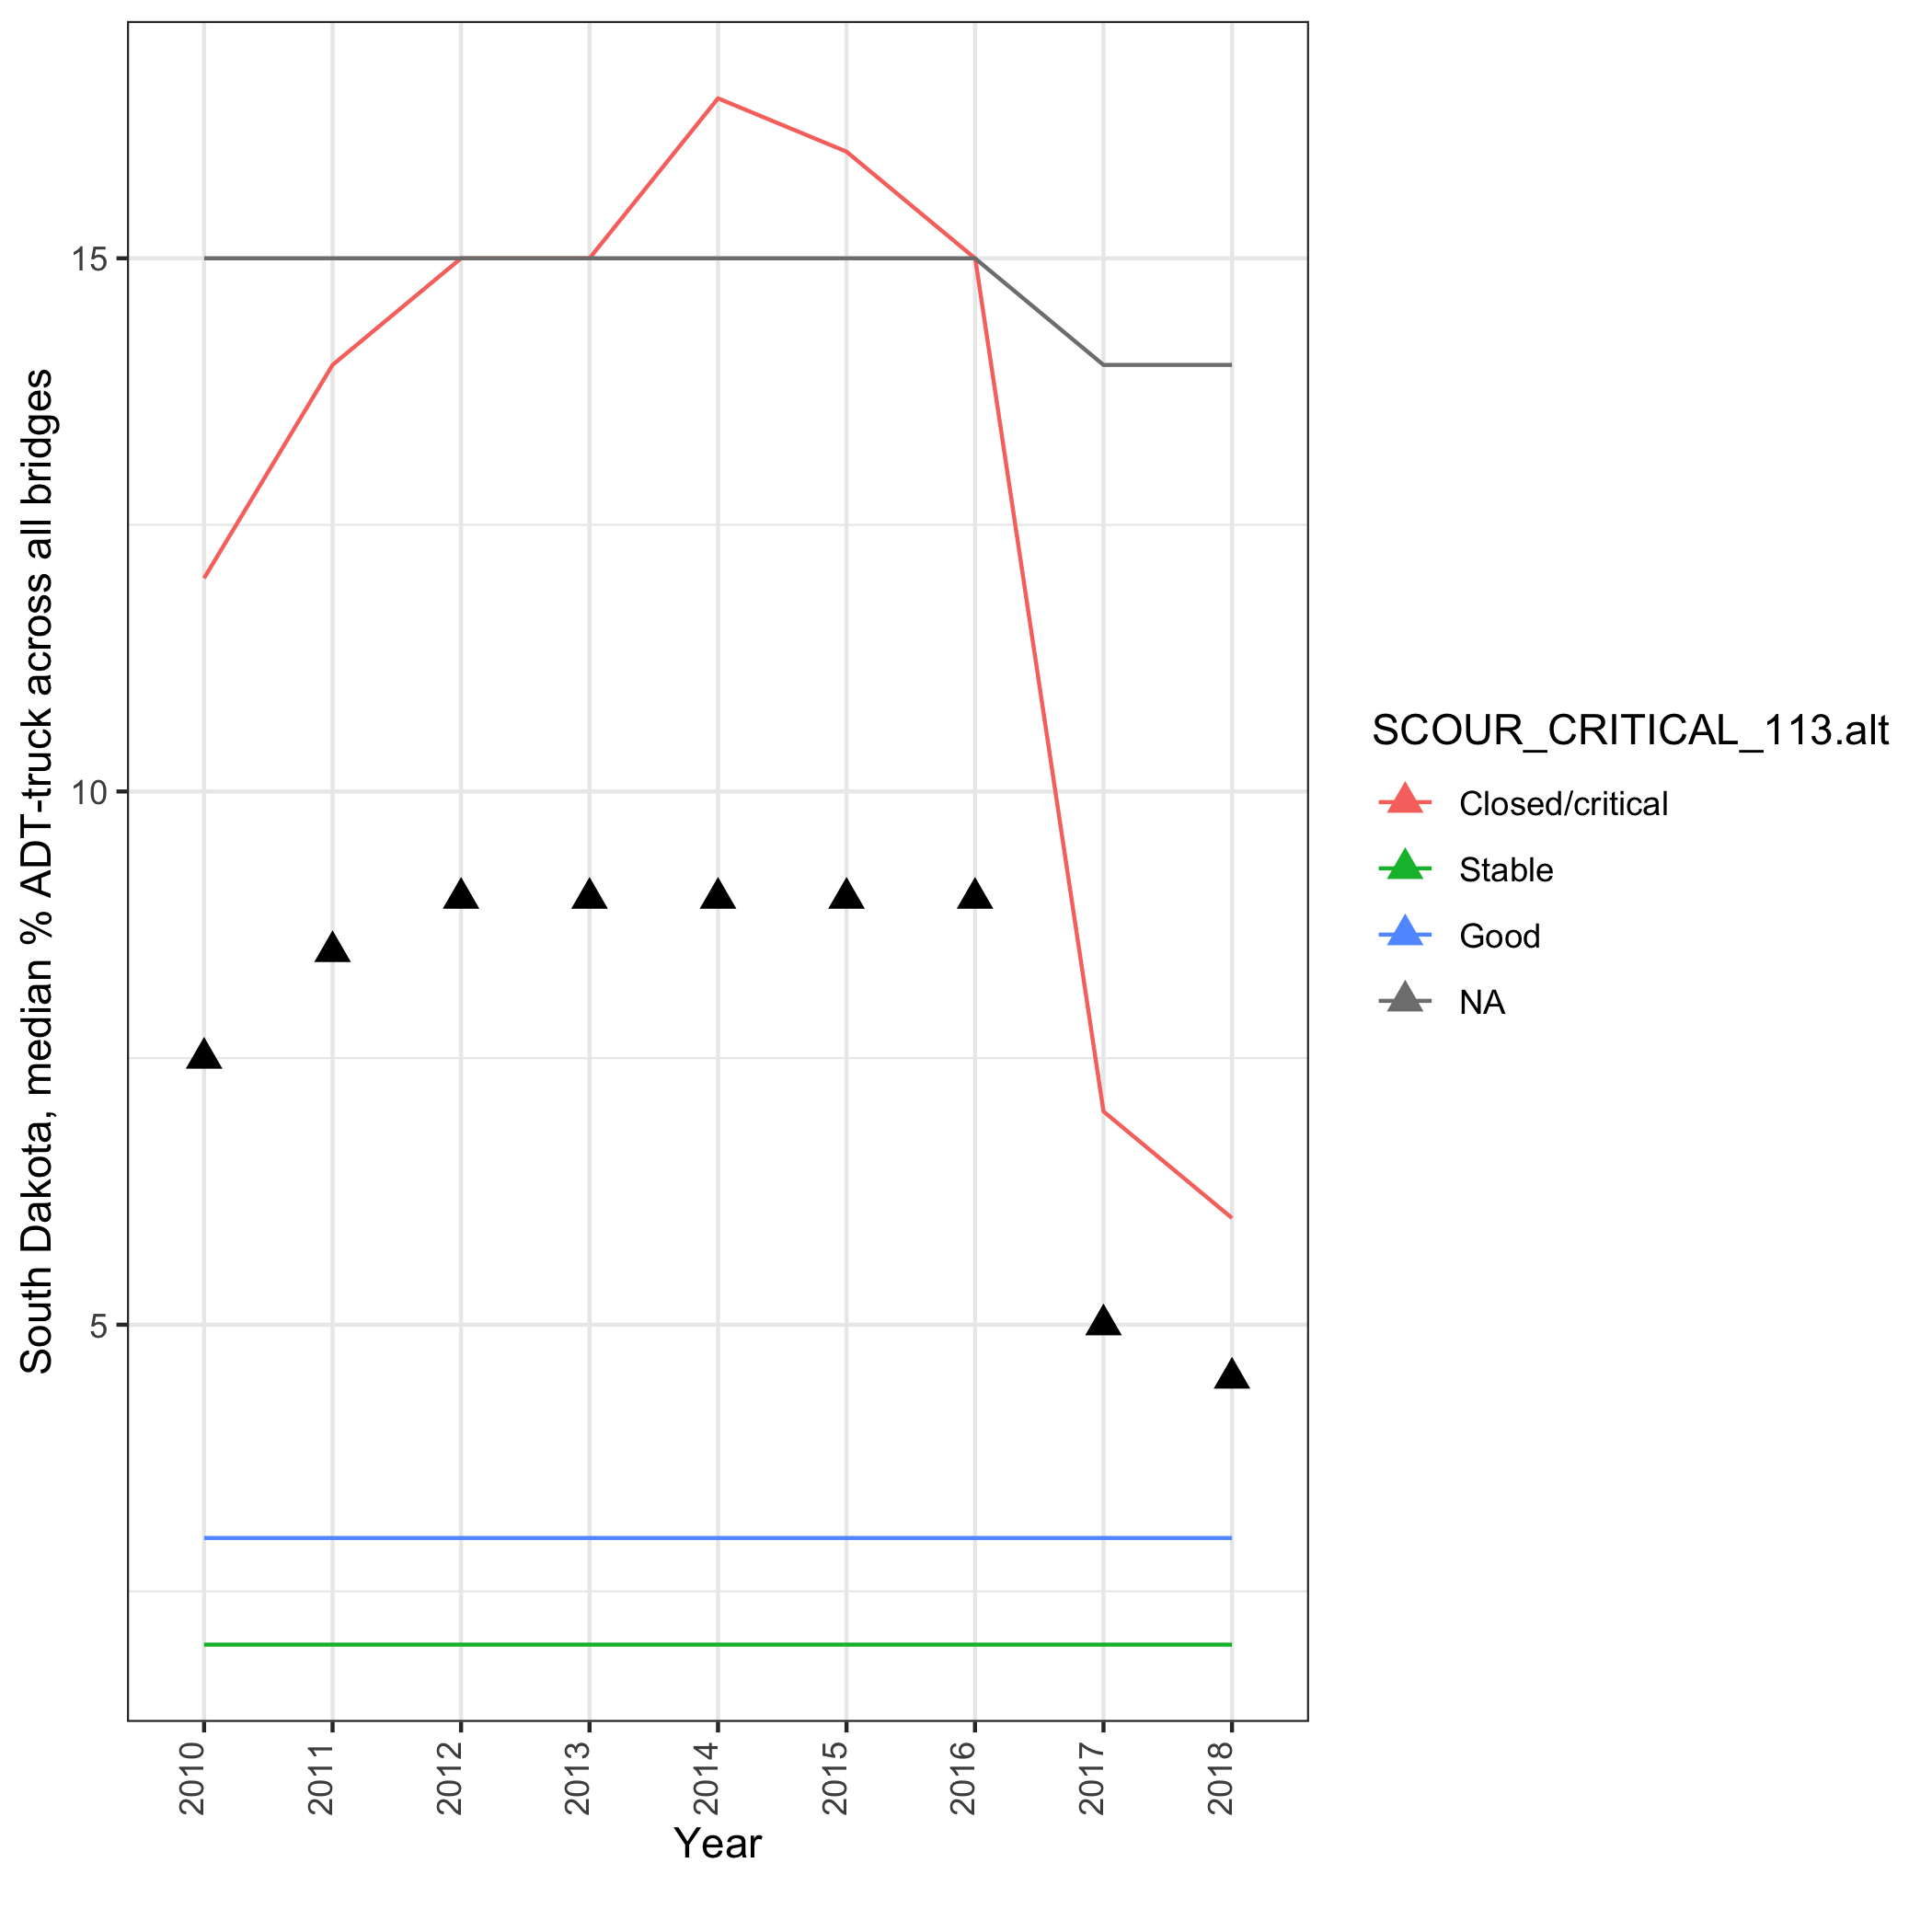 South Dakota, median % ADT-truck across all bridges
15
10
5
2010
2011
2012
2013
2014
2015
2016
2017
2018
Year
SCOUR_CRITICAL_113.alt
Closed/critical
Stable
Good
NA